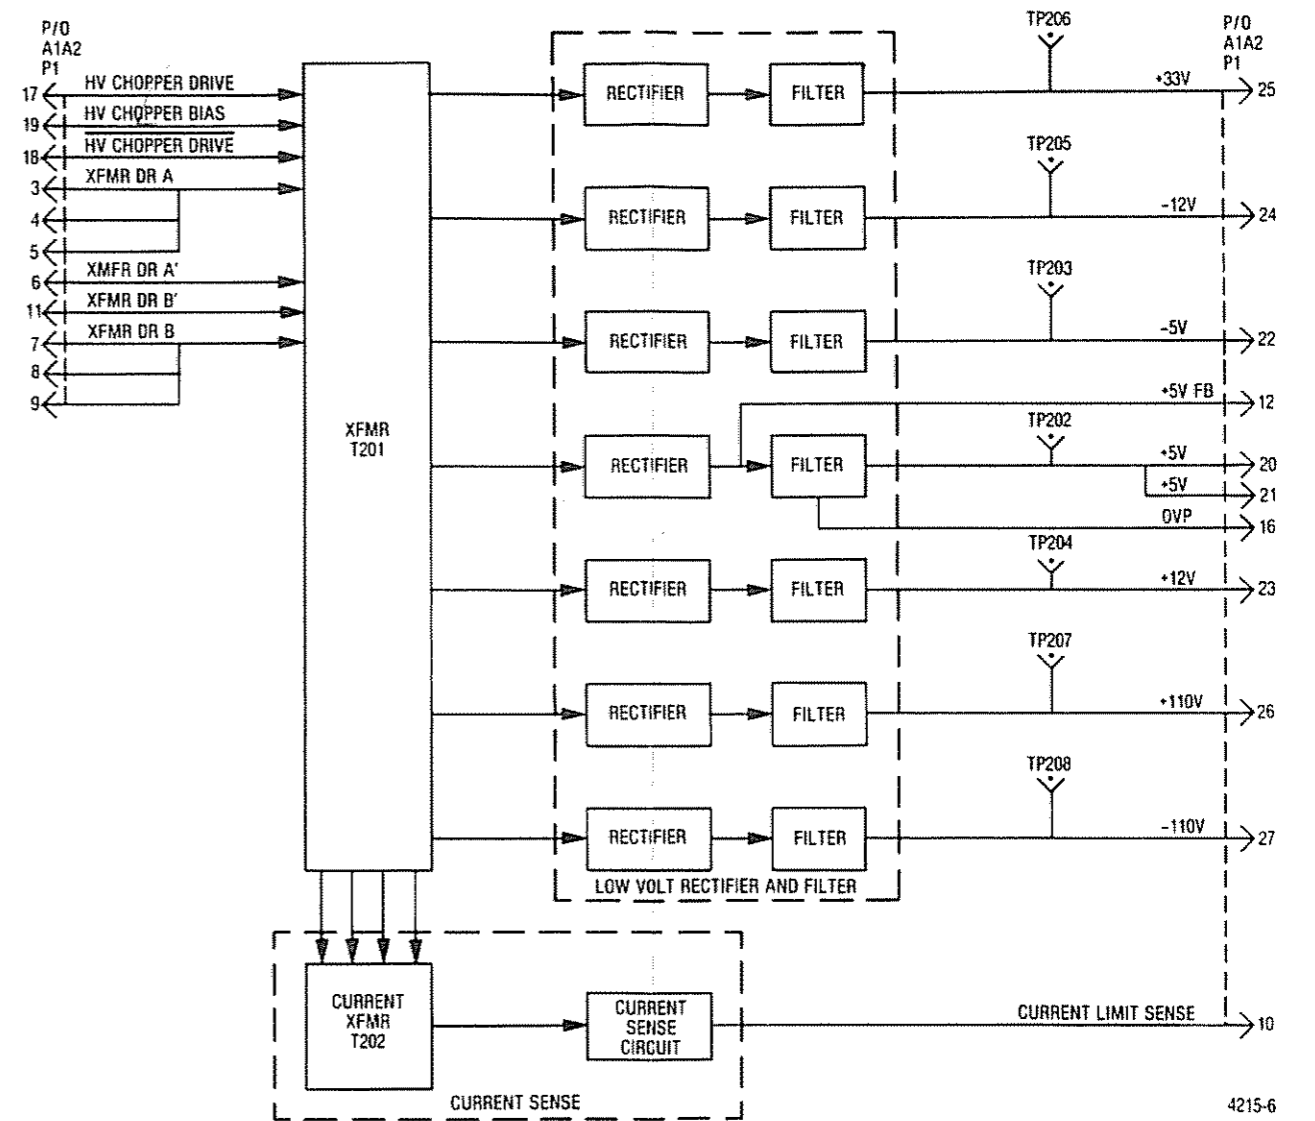 P/O
A1A2
P1
17 HV CHOPPER DRIVE
19 HV CHOPPER BIAS
18 HV CHOPPER DRIVE
3 XFMR DR A
4
5
6 XMFR DR A'
11 XFMR DR B'
7 XFMR DR B
8
9
XFMR
T201
RECTIFIER FILTER TP206 +33V 25
RECTIFIER FILTER TP205 -12V 24
RECTIFIER FILTER TP203 -5V 22
+5V FB 12
RECTIFIER FILTER TP202 +5V 20
+5V 21
OVP 16
RECTIFIER FILTER TP204 +12V 23
RECTIFIER FILTER TP207 +110V 26
RECTIFIER FILTER TP208 -110V 27
LOW VOLT RECTIFIER AND FILTER
P/O
A1A2
P1
CURRENT
XFMR
T202
CURRENT
SENSE
CIRCUIT
CURRENT LIMIT SENSE 10
CURRENT SENSE
4215-6